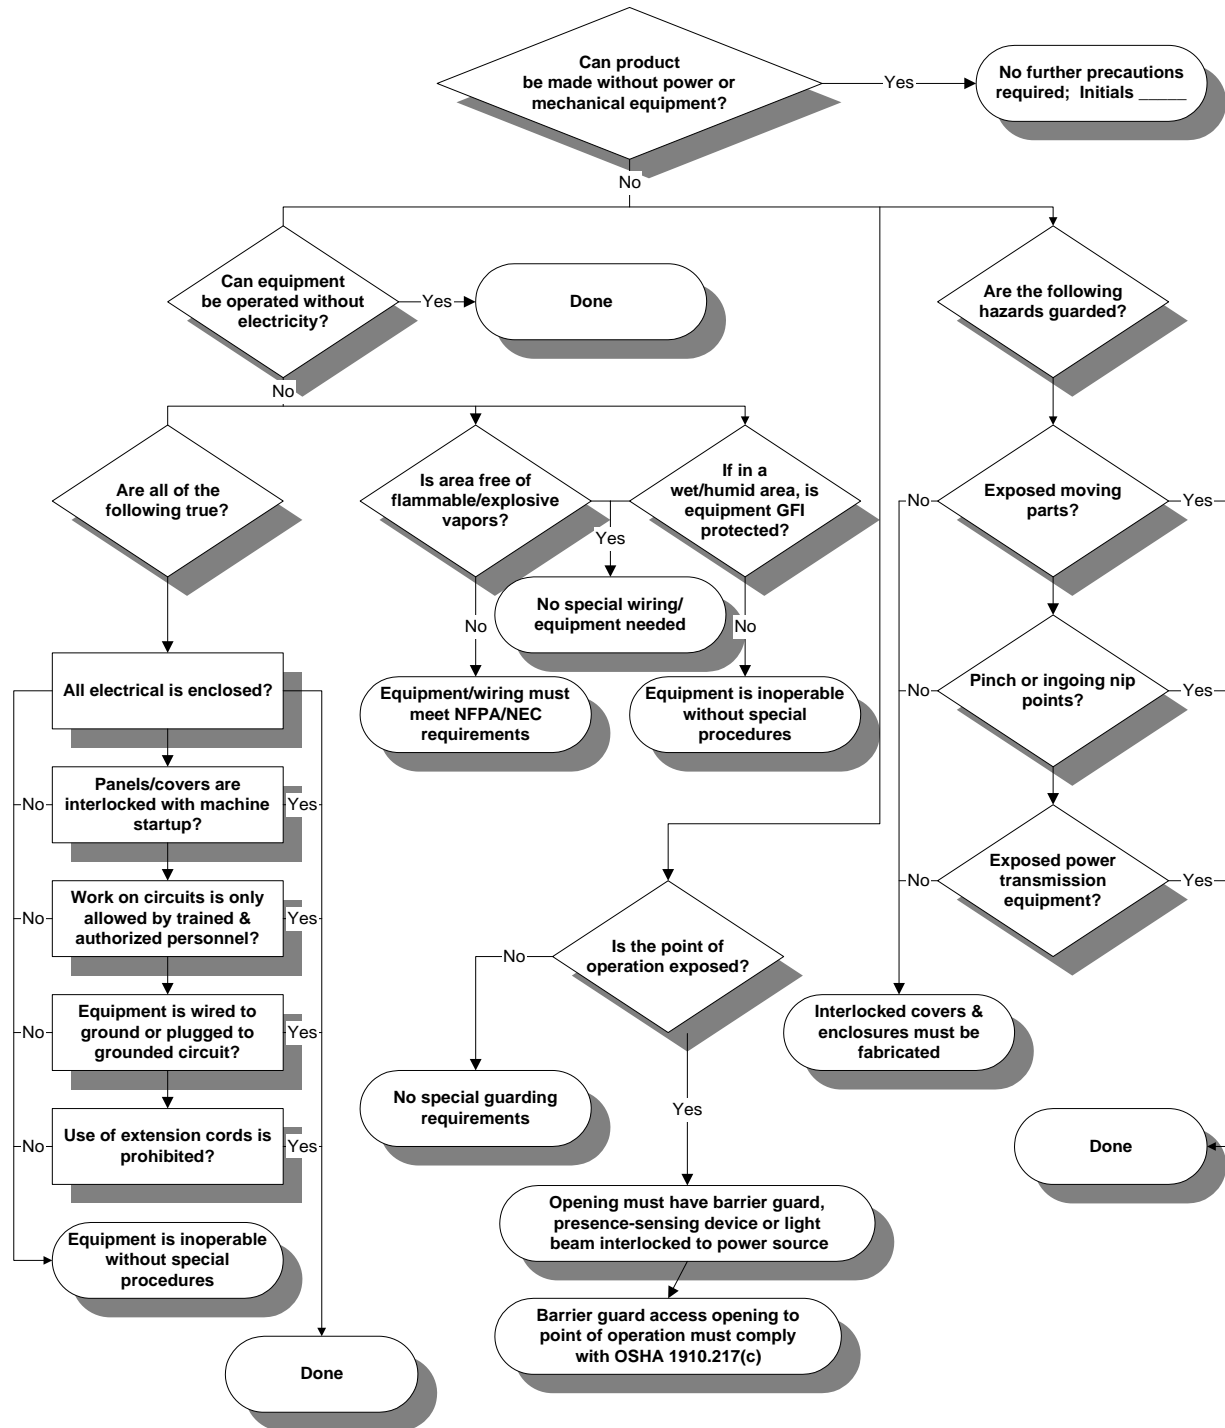 Can product
be made without power or
mechanical equipment?
Yes
No further precautions
required;  Initials _____
No
Can equipment
be operated without
electricity?
Yes
Done
Are the following
hazards guarded?
No
Are all of the
following true?
Is area free of
flammable/explosive
vapors?
If in a
wet/humid area, is
equipment GFI
protected?
Yes
No
Exposed moving
parts?
Yes
No special wiring/
equipment needed
No
No
All electrical is enclosed?
Equipment/wiring must
meet NFPA/NEC
requirements
Equipment is inoperable
without special
procedures
No
Pinch or ingoing nip
points?
Yes
No
Panels/covers are
interlocked with machine
startup?
Yes
No
Exposed power
transmission
equipment?
Yes
No
Work on circuits is only
allowed by trained &
authorized personnel?
Yes
No
Is the point of
operation exposed?
No
Equipment is wired to
ground or plugged to
grounded circuit?
Yes
Interlocked covers &
enclosures must be
fabricated
No special guarding
requirements
Yes
No
Use of extension cords is
prohibited?
Yes
Done
Opening must have barrier guard,
presence-sensing device or light
beam interlocked to power source
Equipment is inoperable
without special
procedures
Barrier guard access opening to
point of operation must comply
with OSHA 1910.217(c)
Done